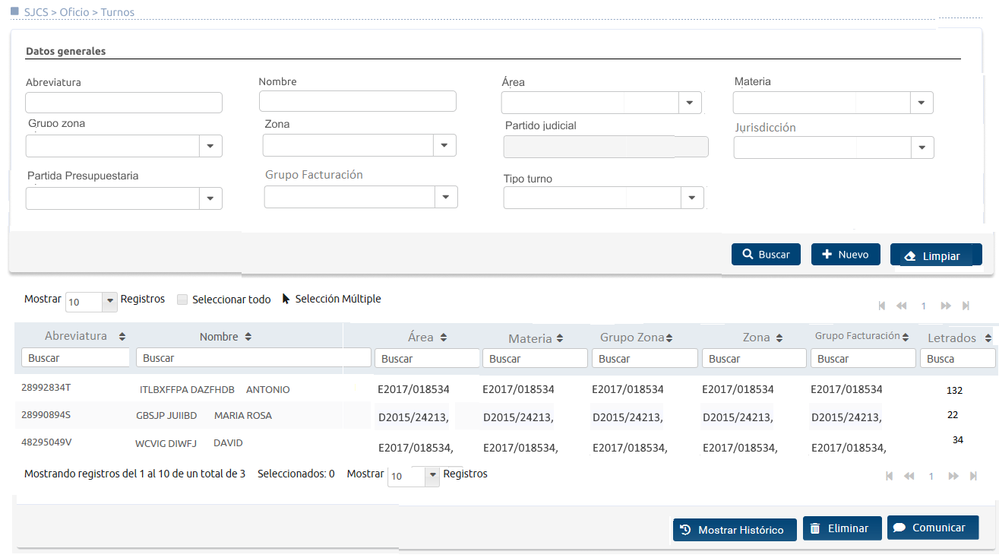 SJCS > Oficio > Turnos
Datos generales
Abreviatura Nombre Área Materia
Grupo zona Zona Partido judicial Jurisdicción
Partida Presupuestaria Grupo Facturación Tipo turno
Buscar Nuevo Limpiar
Mostrar 10 Registros Seleccionar todo Selección Múltiple 1
Abreviatura Nombre Área Materia Grupo Zona Zona Grupo Facturación Letrados
Buscar Buscar Buscar Buscar Buscar Buscar Buscar Busca
28992834T ITLBXFFPA DAZFHDB ANTONIO E2017/018534 E2017/018534 E2017/018534 E2017/018534 E2017/018534 132
28990894S GBSJP JUIIBD MARIA ROSA D2015/24213, D2015/24213, D2015/24213, D2015/24213, D2015/24213, 22
48295049V WCVIG DIWFJ DAVID E2017/018534, E2017/018534, E2017/018534, E2017/018534, E2017/018534, 34
Mostrando registros del 1 al 10 de un total de 3 Seleccionados: 0 Mostrar 10 Registros 1
Mostrar Histórico Eliminar Comunicar